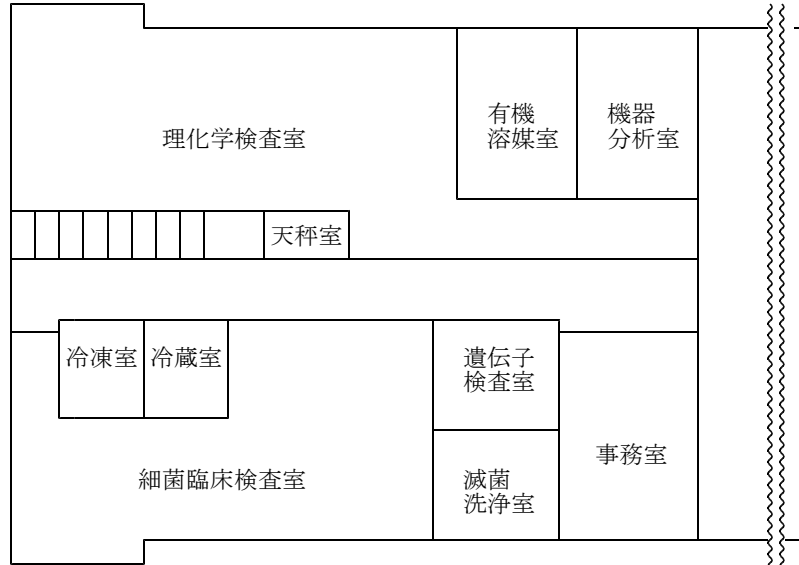 有機
溶媒室
機器
分析室
理化学検査室
天秤室
冷凍室
冷蔵室
遺伝子
検査室
事務室
細菌臨床検査室
滅菌
洗浄室